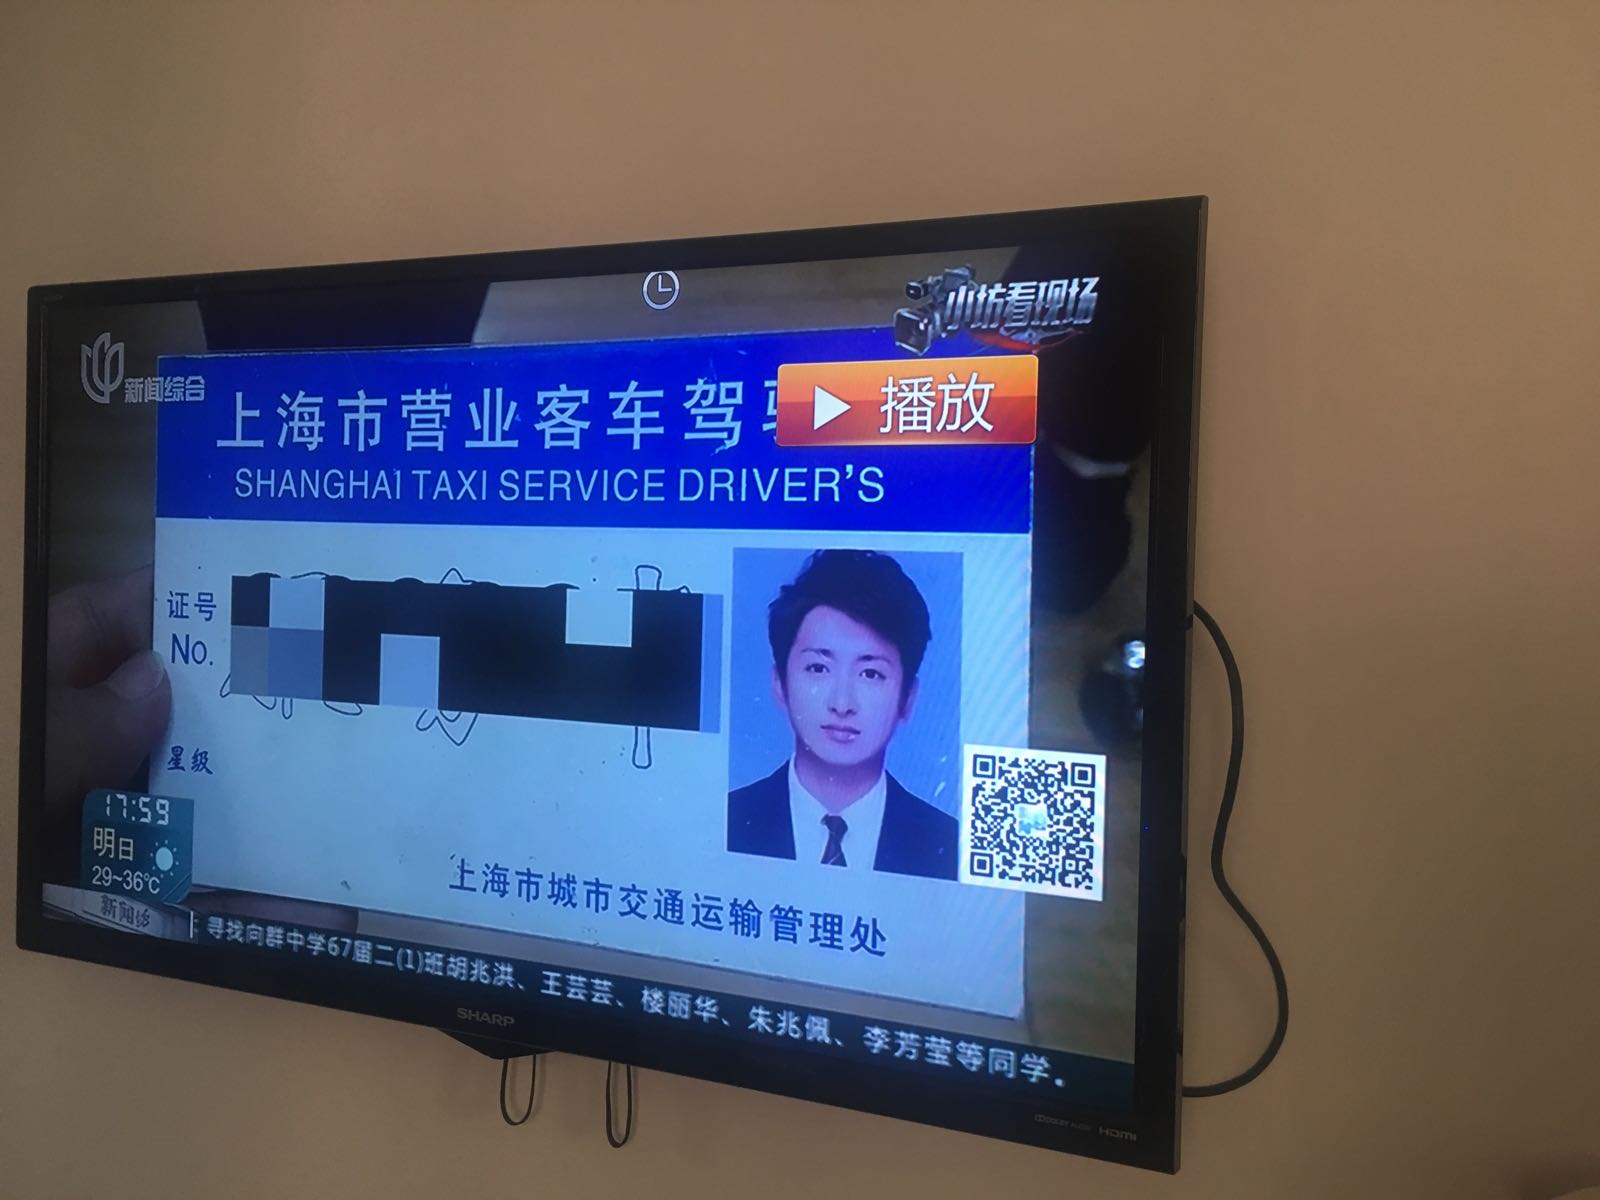 小坊看现场
新闻综合
播放
上海市营业客车驾
SHANGHAI TAXI SERVICE DRIVER'S
证号
No.
星级
17:59
明日
29~36℃
上海市城市交通运输管理处
寻找向群中学67届二(1)班胡兆洪、王芸芸、楼丽华、朱兆佩、李芳莹等同学。
SHARP
DOLBY AUDIO
HDMI